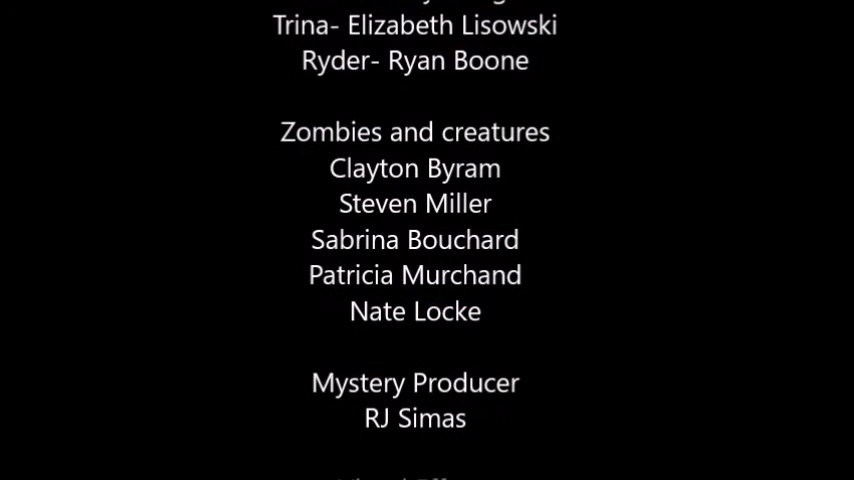 Trina- Elizabeth Lisowski
Ryder- Ryan Boone
Zombies and creatures
Clayton Byram
Steven Miller
Sabrina Bouchard
Patricia Murchand
Nate Locke
Mystery Producer
RJ Simas